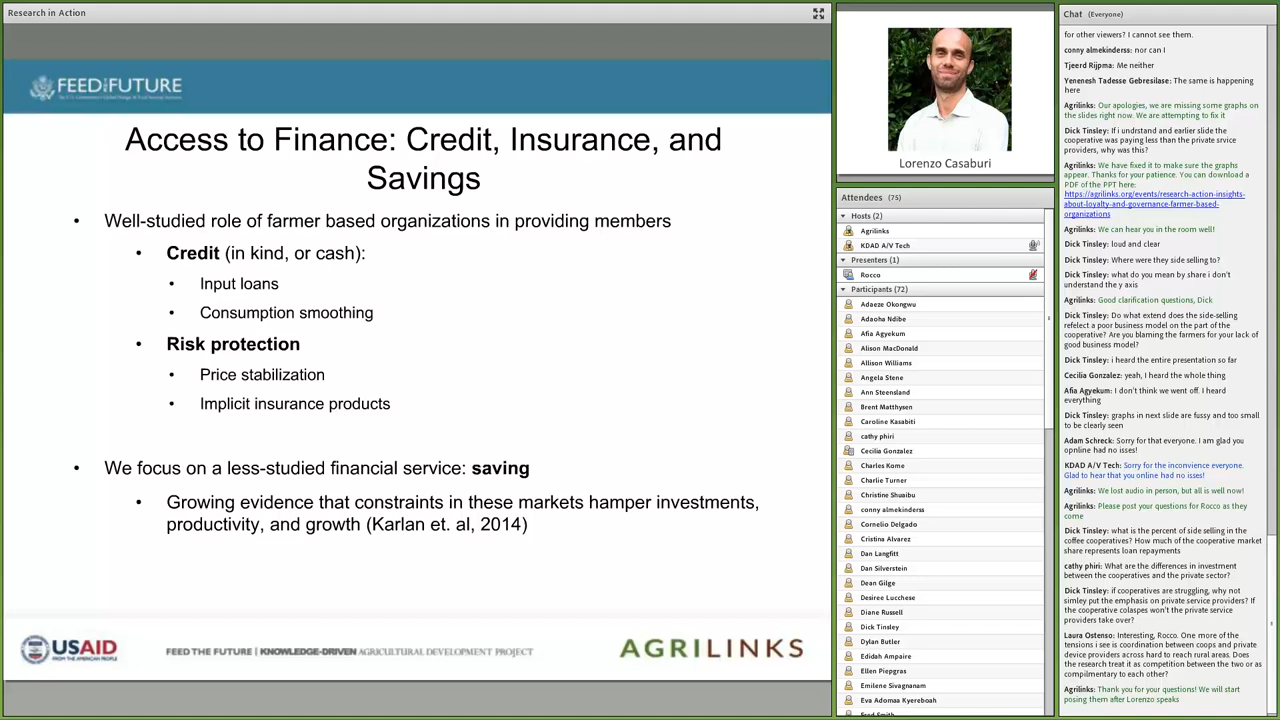 Research in Action
FEED THE FUTURE
Access to Finance: Credit, Insurance, and
Savings
• Well-studied role of farmer based organizations in providing members
• Credit (in kind, or cash):
• Input loans
• Consumption smoothing
• Risk protection
• Price stabilization
• Implicit insurance products
• We focus on a less-studied financial service: saving
• Growing evidence that constraints in these markets hamper investments,
productivity, and growth (Karlan et. al, 2014)
USAID
FROM THE AMERICAN PEOPLE
FEED THE FUTURE | KNOWLEDGE-DRIVEN AGRICULTURAL DEVELOPMENT PROJECT
AGRILINKS
Lorenzo Casaburi
Attendees (75)
Hosts (2)
Agrilinks
KDAD A/V Tech
Presenters (1)
Rocco
Participants (72)
Adaeze Okongwu
Adaoha Ndibe
Afia Agyekum
Alison MacDonald
Allison Williams
Angela Stene
Ann Steensland
Brent Matthysen
Caroline Kasabiti
cathy phiri
Cecilia Gonzalez
Charles Kome
Charlie Turner
Christine Shuaibu
conny almekinderss
Cornelio Delgado
Cristina Alvarez
Dan Langfitt
Dan Silverstein
Dean Gilge
Desiree Lucchese
Diane Russell
Dick Tinsley
Dylan Butler
Edidah Ampaire
Ellen Piepgras
Emilene Sivagnanam
Eva Adomaa Kyereboah
Fred Smith
Chat (Everyone)
for other viewers? I cannot see them.
conny almekinderss: nor can I
Tjeerd Rijpma: Me neither
Yenenesh Tadesse Gebresilase: The same is happening
here
Agrilinks: Our apologies, we are missing some graphs on
the slides right now. We are attempting to fix it
Dick Tinsley: If i undrstand and earlier slide the
cooperative was paying less than the private srvice
providers, why was this?
Agrilinks: We have fixed it to make sure the graphs
appear. Thanks for your patience. You can download a
PDF of the PPT here:
https://agrilinks.org/events/research-action-insights-
about-loyalty-and-governance-farmer-based-
organizations
Agrilinks: We can hear you in the room well!
Dick Tinsley: loud and clear
Dick Tinsley: Where were they side selling to?
Dick Tinsley: what do you mean by share i don't
understand the y axis
Agrilinks: Good clarification questions, Dick
Dick Tinsley: Do what extend does the side-selling
refelect a poor business model on the part of the
cooperative? Are you blaming the farmers for your lack of
good business model?
Dick Tinsley: i heard the entire presentation so far
Cecilia Gonzalez: yeah, I heard the whole thing
Afia Agyekum: I don't think we went off. I heard
everything
Dick Tinsley: graphs in next slide are fussy and too small
to be clearly seen
Adam Schreck: Sorry for that everyone. I am glad you
opnline had no isses!
KDAD A/V Tech: Sorry for the inconvience everyone.
Glad to hear that you online had no isses!
Agrilinks: We lost audio in person, but all is well now!
Agrilinks: Please post your questions for Rocco as they
come
Dick Tinsley: what is the percent of side selling in the
coffee cooperatives? How much of the cooperative market
share represents loan repayments
cathy phiri: What are the differences in investment
between the cooperatives and the private sector?
Dick Tinsley: if cooperatives are struggling, why not
simley put the emphasis on private service providers? If
the cooperative colaspes won't the private service
providers take over?
Laura Ostenso: Interesting, Rocco. One more of the
tensions i see is coordination between coops and private
device providers across hard to reach rural areas. Does
the research treat it as competition between the two or as
compilmentary to each other?
Agrilinks: Thank you for your questions! We will start
posing them after Lorenzo speaks